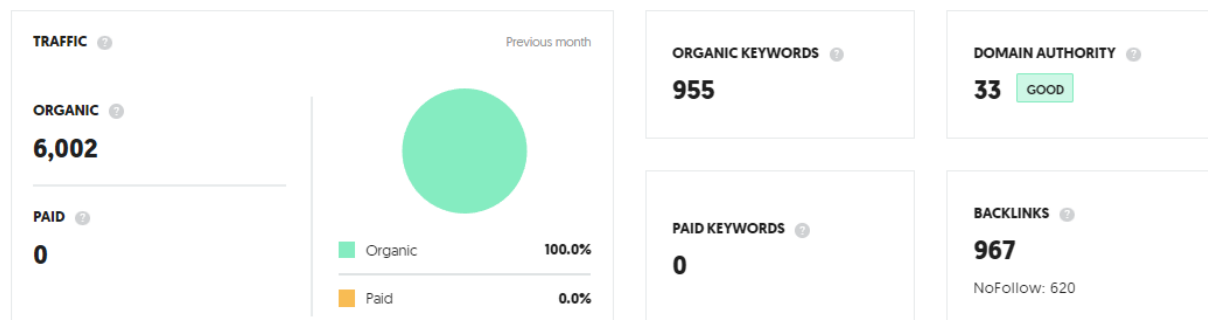 TRAFFIC
Previous month
ORGANIC
6,002
PAID
0
Organic 100.0%
Paid 0.0%
ORGANIC KEYWORDS
955
DOMAIN AUTHORITY
33 GOOD
PAID KEYWORDS
0
BACKLINKS
967
NoFollow: 620